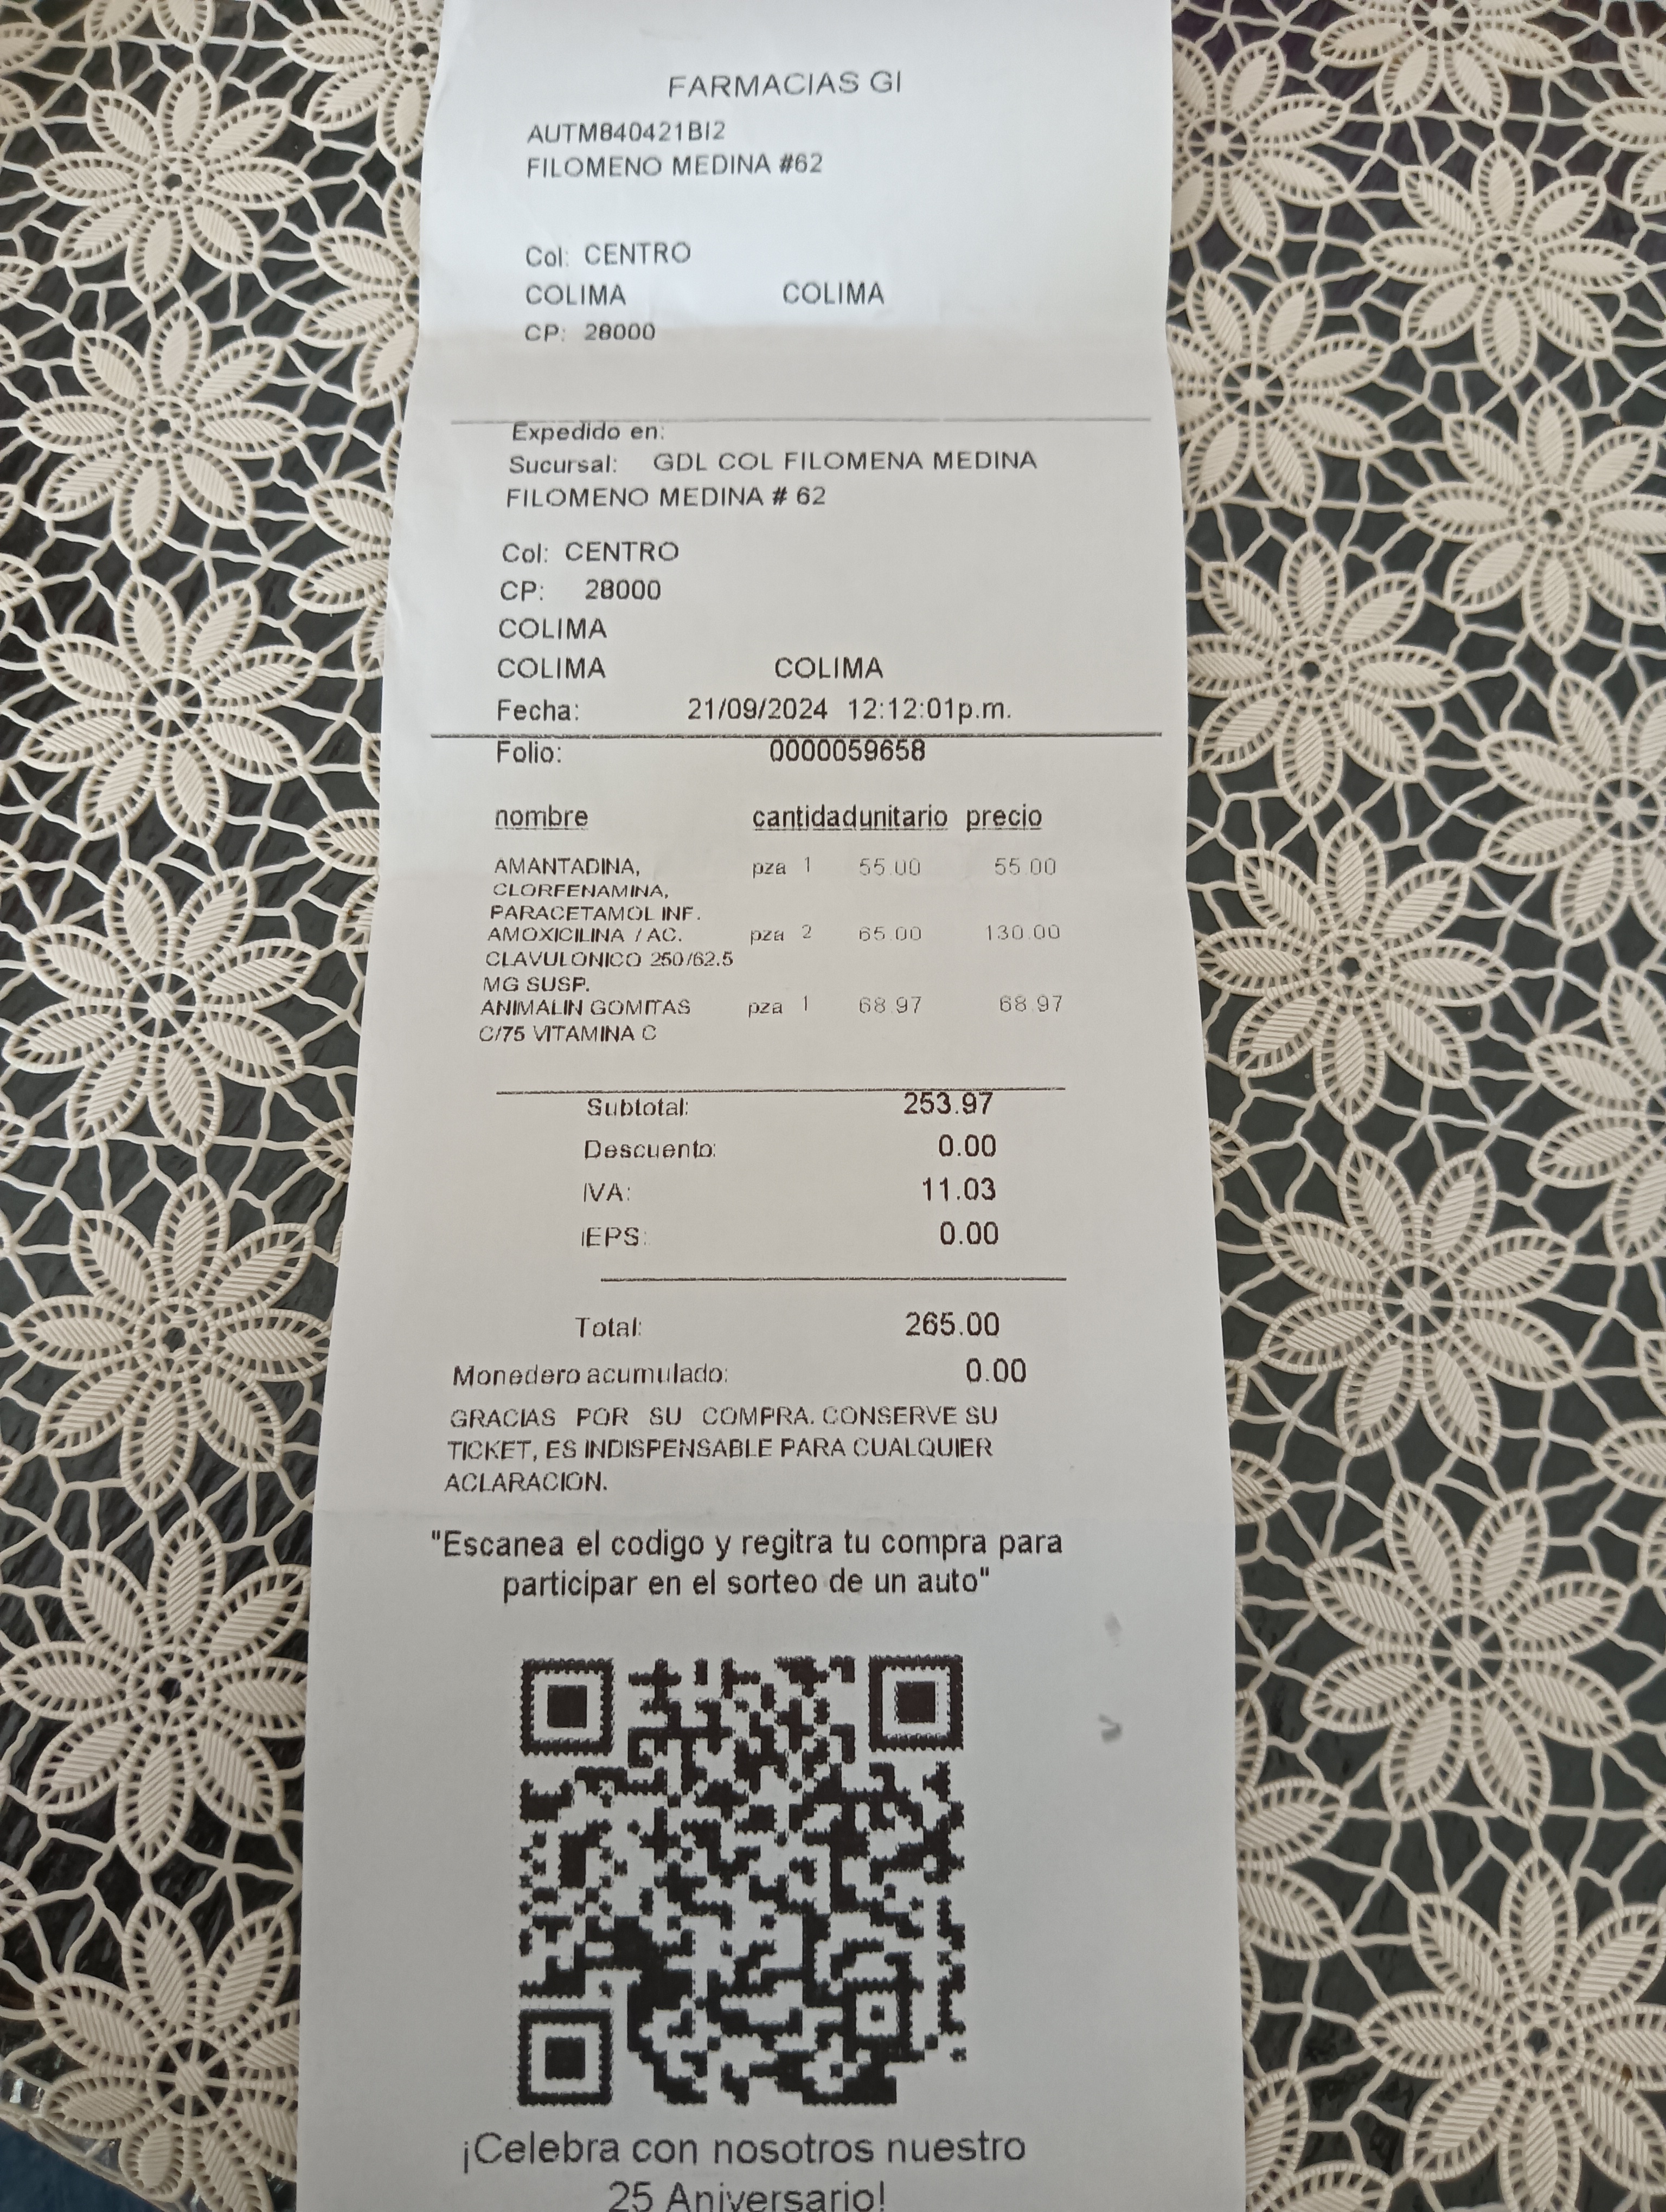 FARMACIAS GI
AUTM840421BI2
FILOMENO MEDINA #62
Col: CENTRO
COLIMA COLIMA
CP: 28000
Expedido en:
Sucursal: GDL COL FILOMENA MEDINA
FILOMENO MEDINA # 62
Col: CENTRO
CP: 28000
COLIMA
COLIMA COLIMA
Fecha: 21/09/2024 12:12:01p.m.
Folio: 0000059658
nombre cantidadunitario precio
AMANTADINA, pza 1 55.00 55.00
CLORFENAMINA,
PARACETAMOL INF.
AMOXICILINA / AC. pza 2 65.00 130.00
CLAVULONICO 250/62.5
MG SUSP.
ANIMALIN GOMITAS pza 1 68.97 68.97
C/75 VITAMINA C
Subtotal: 253.97
Descuento: 0.00
IVA: 11.03
IEPS: 0.00
Total: 265.00
Monedero acumulado: 0.00
GRACIAS POR SU COMPRA. CONSERVE SU
TICKET, ES INDISPENSABLE PARA CUALQUIER
ACLARACION.
"Escanea el codigo y regitra tu compra para
participar en el sorteo de un auto"
¡Celebra con nosotros nuestro
25 Aniversario!